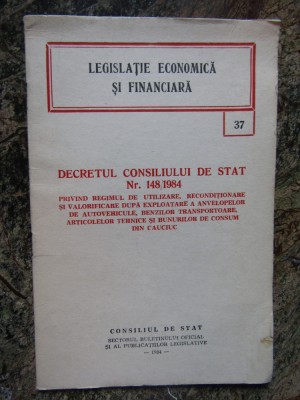 LEGISLAȚIE ECONOMICĂ
ȘI FINANCIARĂ
37
DECRETUL CONSILIULUI DE STAT
Nr. 148/1984
PRIVIND REGIMUL DE UTILIZARE, RECONDIȚIONARE
ȘI VALORIFICARE DUPĂ EXPLOATARE A ANVELOPELOR
DE AUTOVEHICULE, BENZILOR TRANSPORTOARE,
ARTICOLELOR TEHNICE ȘI BUNURILOR DE CONSUM
DIN CAUCIUC
CONSILIUL DE STAT
SECTORUL BULETINULUI OFICIAL
ȘI AL PUBLICAȚIILOR LEGISLATIVE
— 1984 —